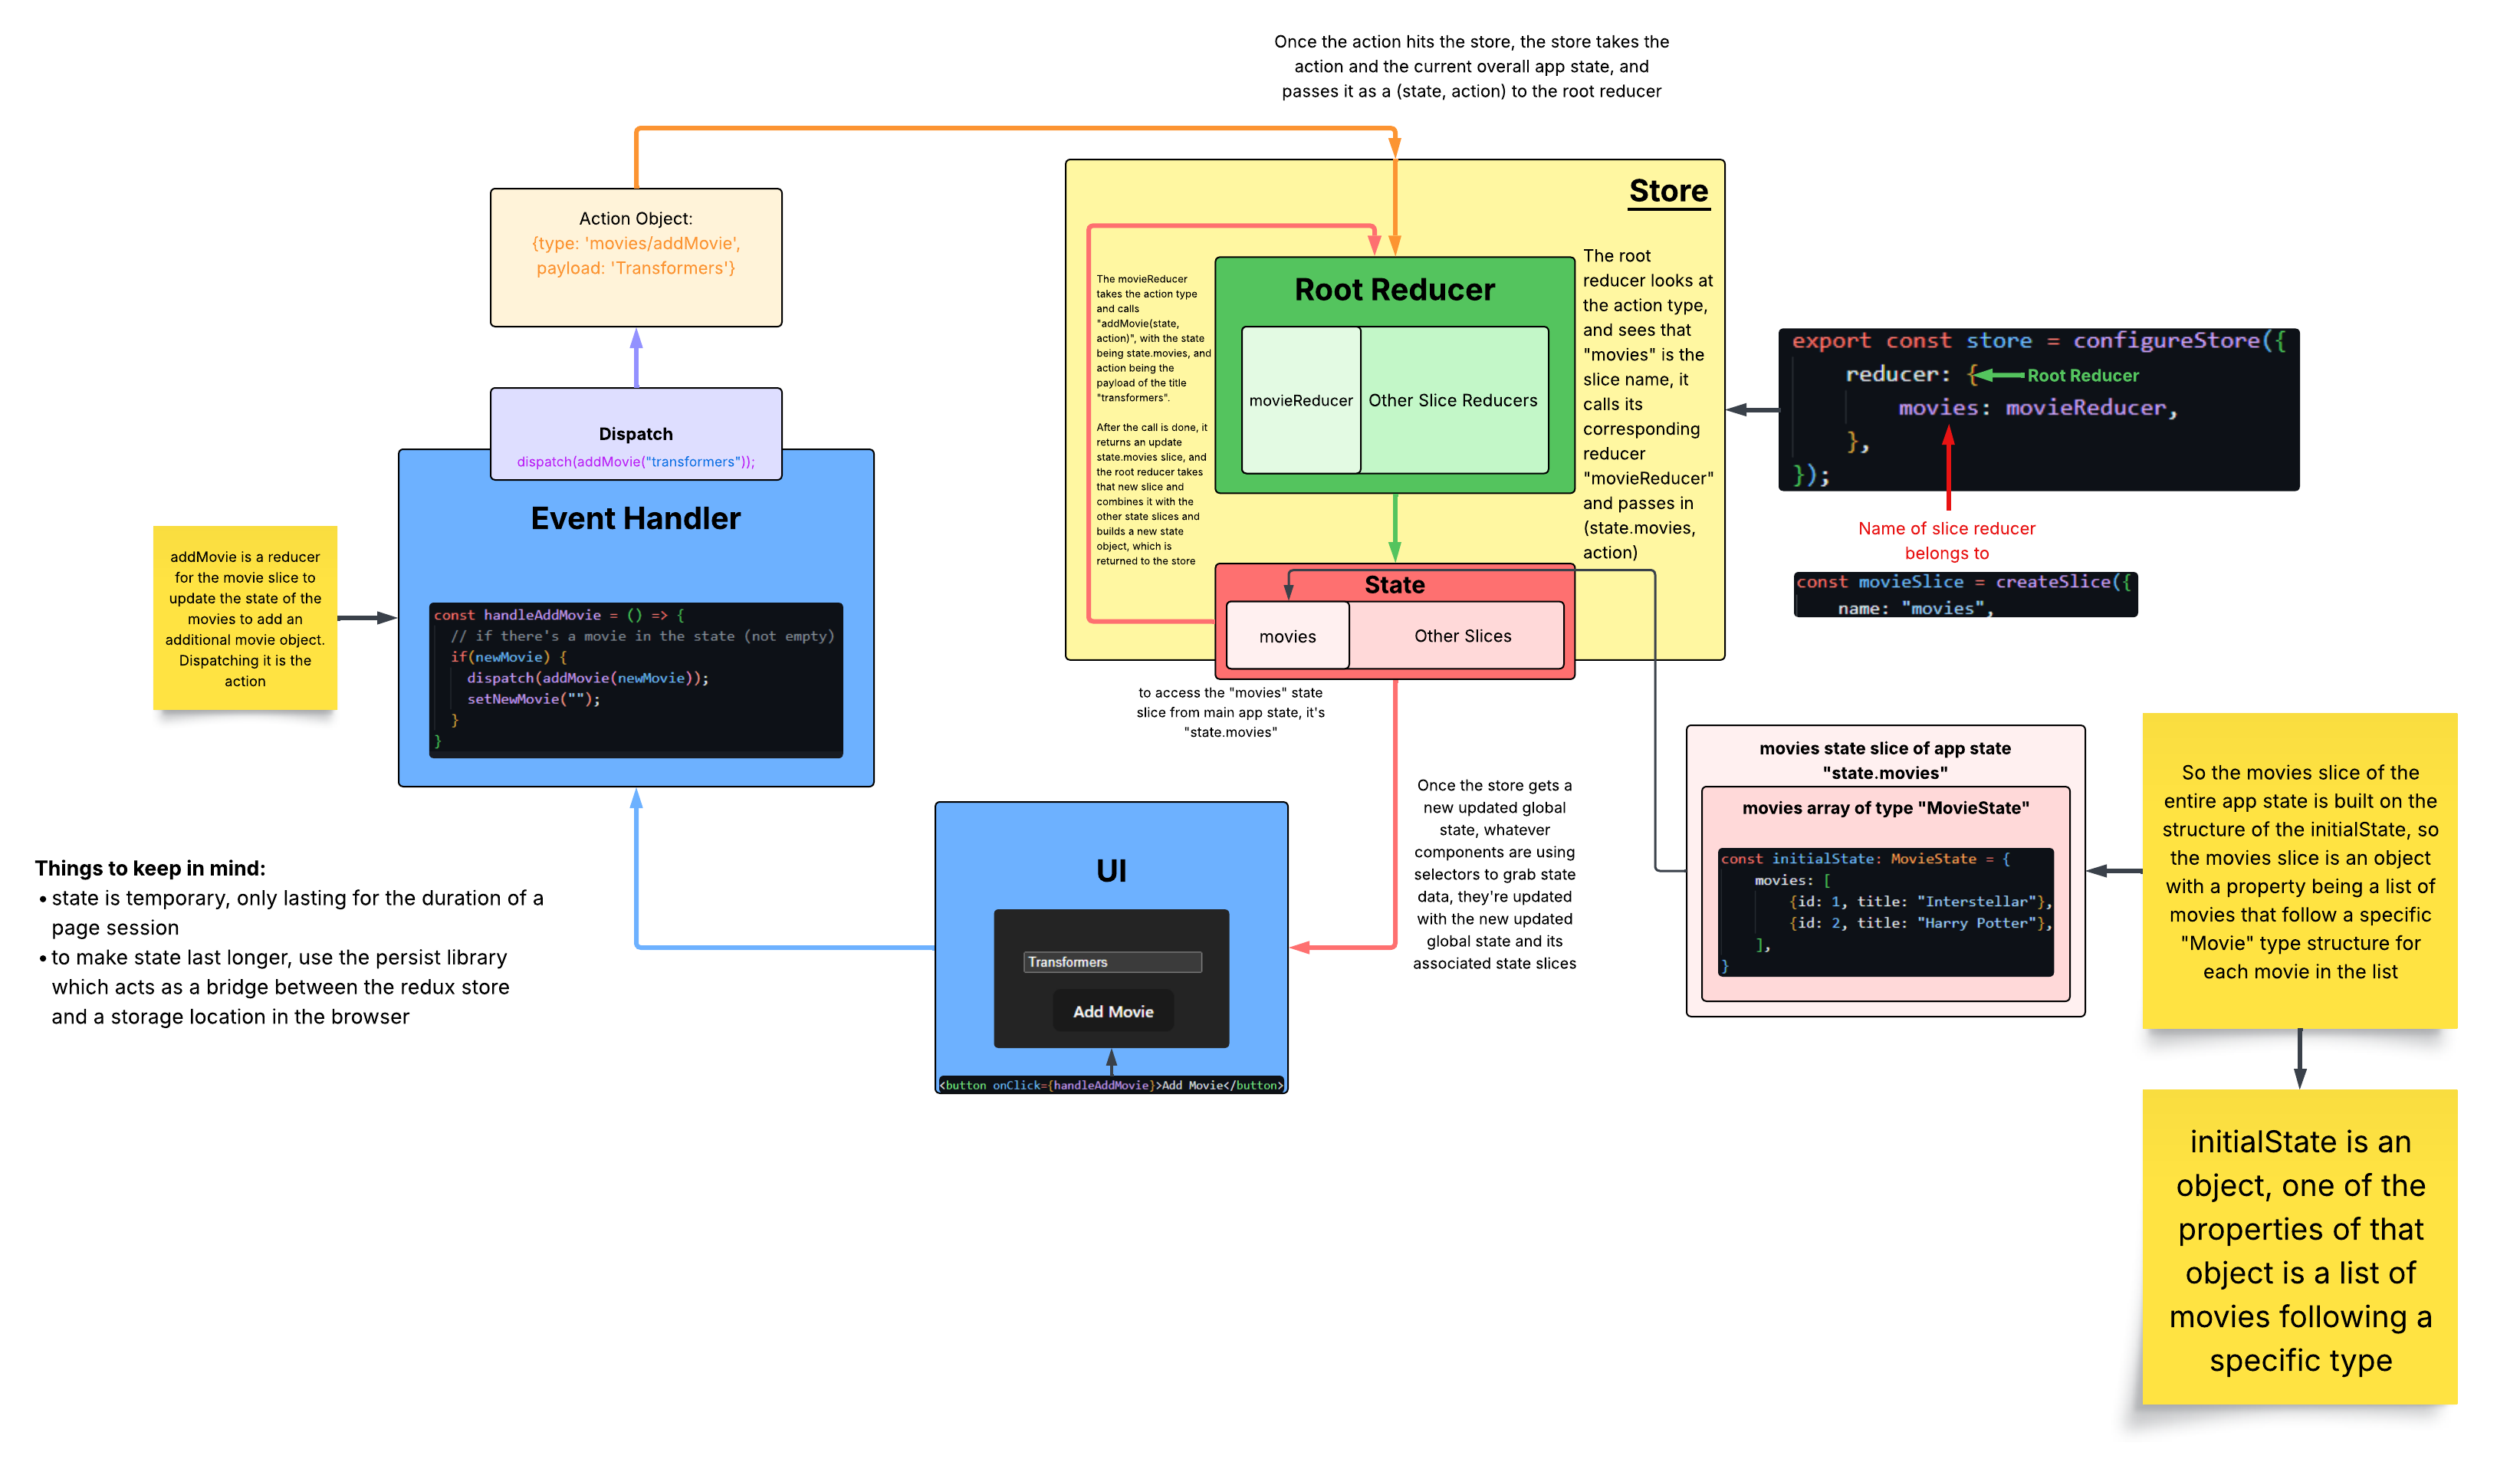 Once the action hits the store, the store takes the
action and the current overall app state, and
passes it as a (state, action) to the root reducer
Action Object:
{type: 'movies/addMovie',
payload: 'Transformers'}
Dispatch
dispatch(addMovie("transformers"));
Event Handler
const handleAddMovie = () => {
// if there's a movie in the state (not empty)
if(newMovie) {
dispatch(addMovie(newMovie));
setNewMovie("");
}
}
addMovie is a reducer
for the movie slice to
update the state of the
movies to add an
additional movie object.
Dispatching it is the
action
Store
The movieReducer
takes the action type
and calls
"addMovie(state,
action)", with the state
being state.movies, and
action being the
payload of the title
"transformers".
After the call is done, it
returns an update
state.movies slice, and
the root reducer takes
that new slice and
combines it with the
other state slices and
builds a new state
object, which is
returned to the store
Root Reducer
movieReducer
Other Slice Reducers
The root
reducer looks at
the action type,
and sees that
"movies" is the
slice name, it
calls its
corresponding
reducer
"movieReducer"
and passes in
(state.movies,
action)
State
movies
Other Slices
to access the "movies" state
slice from main app state, it's
"state.movies"
export const store = configureStore({
reducer: {
Root Reducer
movies: movieReducer,
},
});
Name of slice reducer
belongs to
const movieSlice = createSlice({
name: "movies",
Once the store gets a
new updated global
state, whatever
components are using
selectors to grab state
data, they're updated
with the new updated
global state and its
associated state slices
UI
Transformers
Add Movie
<button onClick={handleAddMovie}>Add Movie</button>
Things to keep in mind:
• state is temporary, only lasting for the duration of a
page session
• to make state last longer, use the persist library
which acts as a bridge between the redux store
and a storage location in the browser
movies state slice of app state
"state.movies"
movies array of type "MovieState"
const initialState: MovieState = {
movies: [
{id: 1, title: "Interstellar"},
{id: 2, title: "Harry Potter"},
],
}
So the movies slice of the
entire app state is built on the
structure of the initialState, so
the movies slice is an object
with a property being a list of
movies that follow a specific
"Movie" type structure for
each movie in the list
initialState is an
object, one of the
properties of that
object is a list of
movies following a
specific type